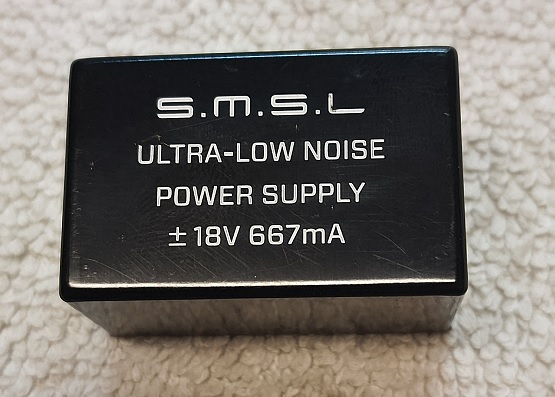 S.M.S.L
ULTRA-LOW NOISE
POWER SUPPLY
±18V 667mA